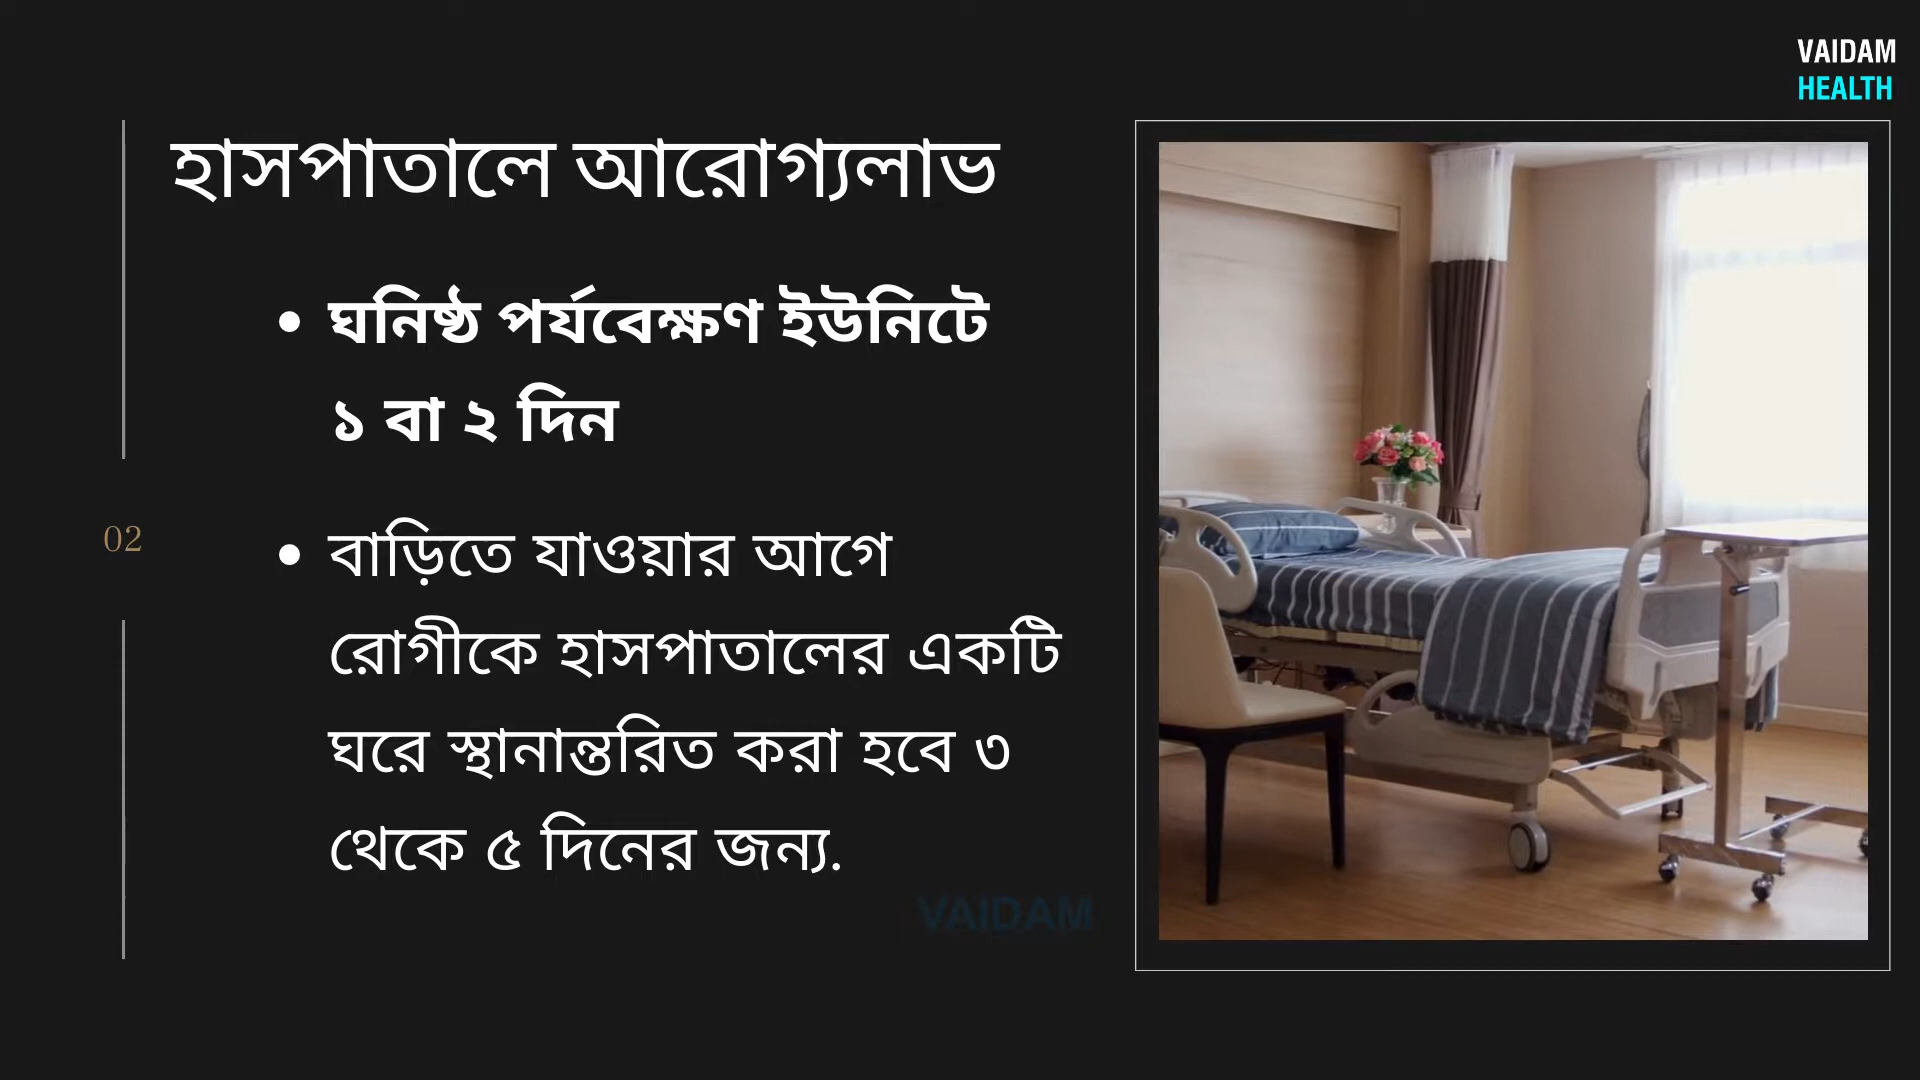 VAIDAM
HEALTH
হাসপাতালে আরোগ্যলাভ
• ঘনিষ্ঠ পর্যবেক্ষণ ইউনিটে
১ বা ২ দিন
02
• বাড়িতে যাওয়ার আগে
রোগীকে হাসপাতালের একটি
ঘরে স্থানান্তরিত করা হবে ৩
থেকে ৫ দিনের জন্য.
VAIDAM